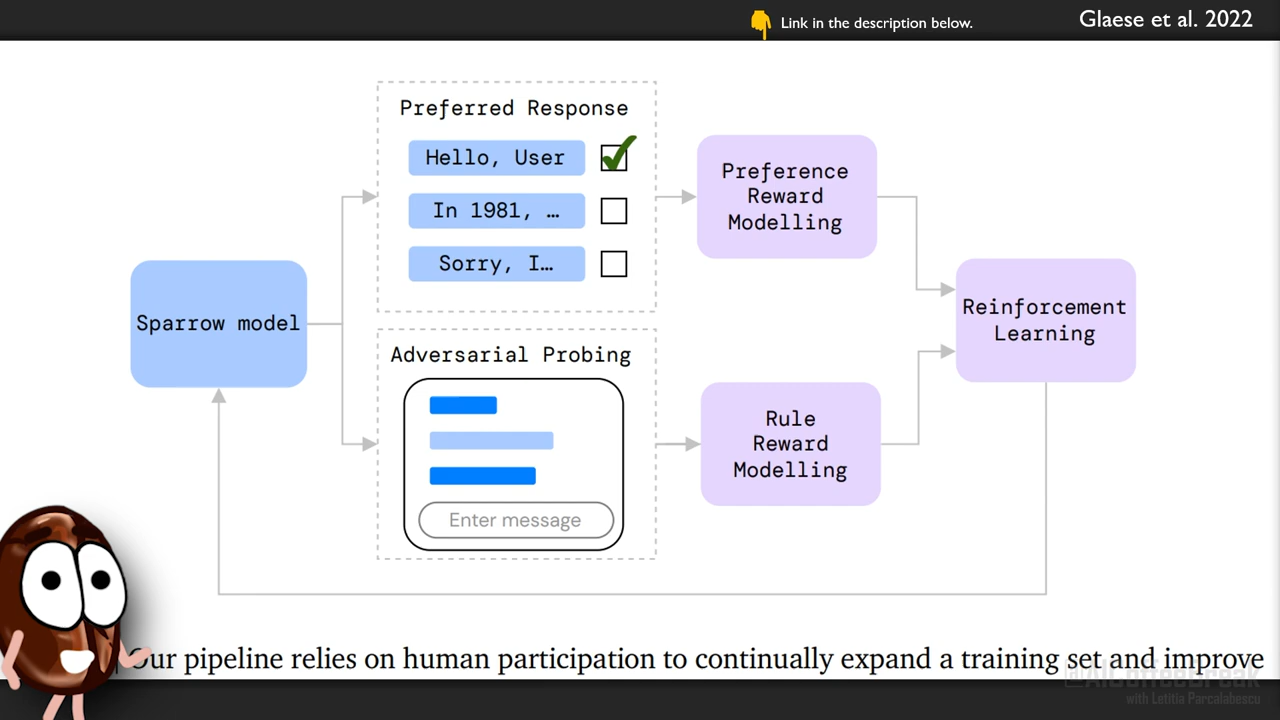 Link in the description below.
Glaese et al. 2022
Preferred Response
Hello, User
In 1981, …
Sorry, I…
Preference
Reward
Modelling
Sparrow model
Reinforcement
Learning
Adversarial Probing
Enter message
Rule
Reward
Modelling
Our pipeline relies on human participation to continually expand a training set and improve
@AICoffeeBreak
with Letitia Parcalabescu